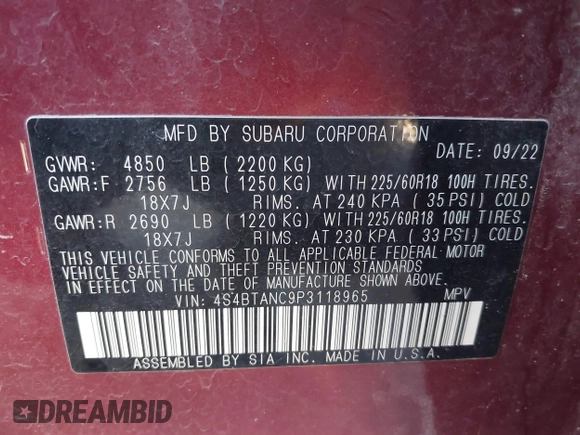 MFD BY SUBARU CORPORATION
DATE: 09/22
GVWR: 4850 LB (2200 KG)
GAWR:F 2756 LB (1250 KG) WITH 225/60R18 100H TIRES.
18X7J RIMS. AT 240 KPA (35 PSI) COLD
GAWR:R 2690 LB (1220 KG) WITH 225/60R18 100H TIRES.
18X7J RIMS. AT 230 KPA (33 PSI) COLD
THIS VEHICLE CONFORMS TO ALL APPLICABLE FEDERAL MOTOR
VEHICLE SAFETY AND THEFT PREVENTION STANDARDS
IN EFFECT ON THE DATE OF MANUFACTURE SHOWN ABOVE.
VIN: 4S4BTANC9P3118965 MPV
ASSEMBLED BY SIA INC. MADE IN U.S.A.
DREAMBID